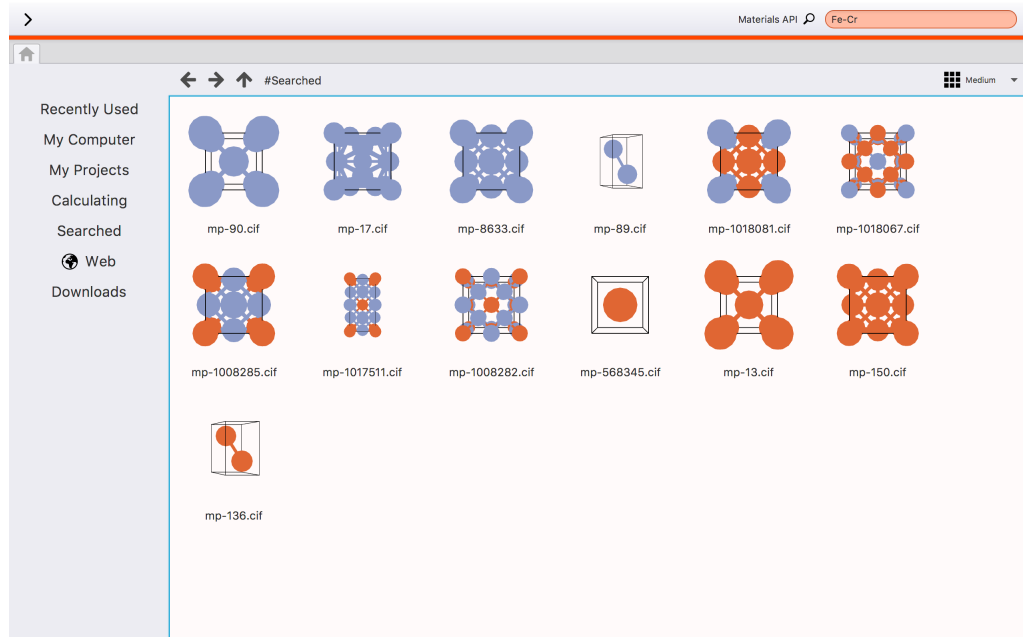 Materials API
Fe-Cr
#Searched
Medium
Recently Used
My Computer
My Projects
Calculating
Searched
Web
Downloads
mp-90.cif
mp-17.cif
mp-8633.cif
mp-89.cif
mp-1018081.cif
mp-1018067.cif
mp-1008285.cif
mp-1017511.cif
mp-1008282.cif
mp-568345.cif
mp-13.cif
mp-150.cif
mp-136.cif